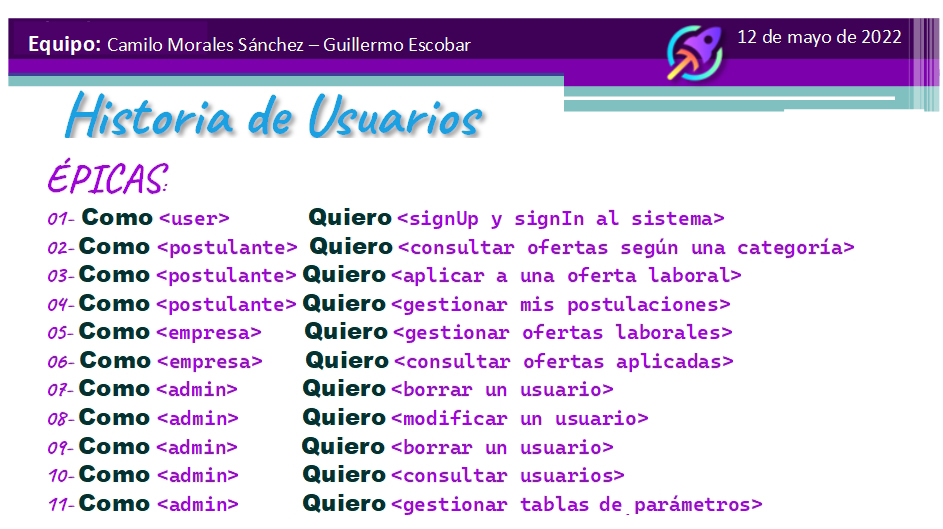 Equipo: Camilo Morales Sánchez – Guillermo Escobar
12 de mayo de 2022
Historia de Usuarios
ÉPICAS:
01- Como <user> Quiero <signUp y signIn al sistema>
02- Como <postulante> Quiero <consultar ofertas según una categoría>
03- Como <postulante> Quiero <aplicar a una oferta laboral>
04- Como <postulante> Quiero <gestionar mis postulaciones>
05- Como <empresa> Quiero <gestionar ofertas laborales>
06- Como <empresa> Quiero <consultar ofertas aplicadas>
07- Como <admin> Quiero <borrar un usuario>
08- Como <admin> Quiero <modificar un usuario>
09- Como <admin> Quiero <borrar un usuario>
10- Como <admin> Quiero <consultar usuarios>
11- Como <admin> Quiero <gestionar tablas de parámetros>